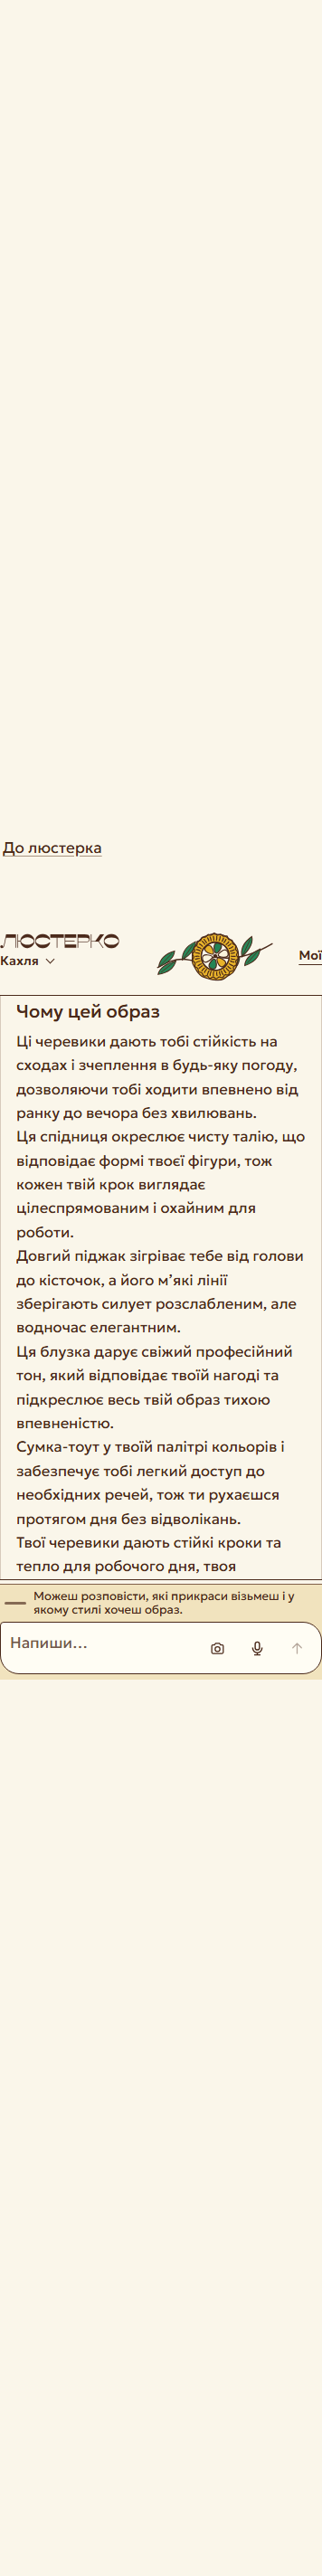 До люстерка
ЛЮСТЕРКО
Кахля
Мої
Чому цей образ
Ці черевики дають тобі стійкість на
сходах і зчеплення в будь-яку погоду,
дозволяючи тобі ходити впевнено від
ранку до вечора без хвилювань.
Ця спідниця окреслює чисту талію, що
відповідає формі твоєї фігури, тож
кожен твій крок виглядає
цілеспрямованим і охайним для
роботи.
Довгий піджак зігріває тебе від голови
до кісточок, а його м’які лінії
зберігають силует розслабленим, але
водночас елегантним.
Ця блузка дарує свіжий професійний
тон, який відповідає твоїй нагоді та
підкреслює весь твій образ тихою
впевненістю.
Сумка-тоут у твоїй палітрі кольорів і
забезпечує тобі легкий доступ до
необхідних речей, тож ти рухаєшся
протягом дня без відволікань.
Твої черевики дають стійкі кроки та
тепло для робочого дня, твоя
Можеш розповісти, які прикраси візьмеш і у
якому стилі хочеш образ.
Напиши...